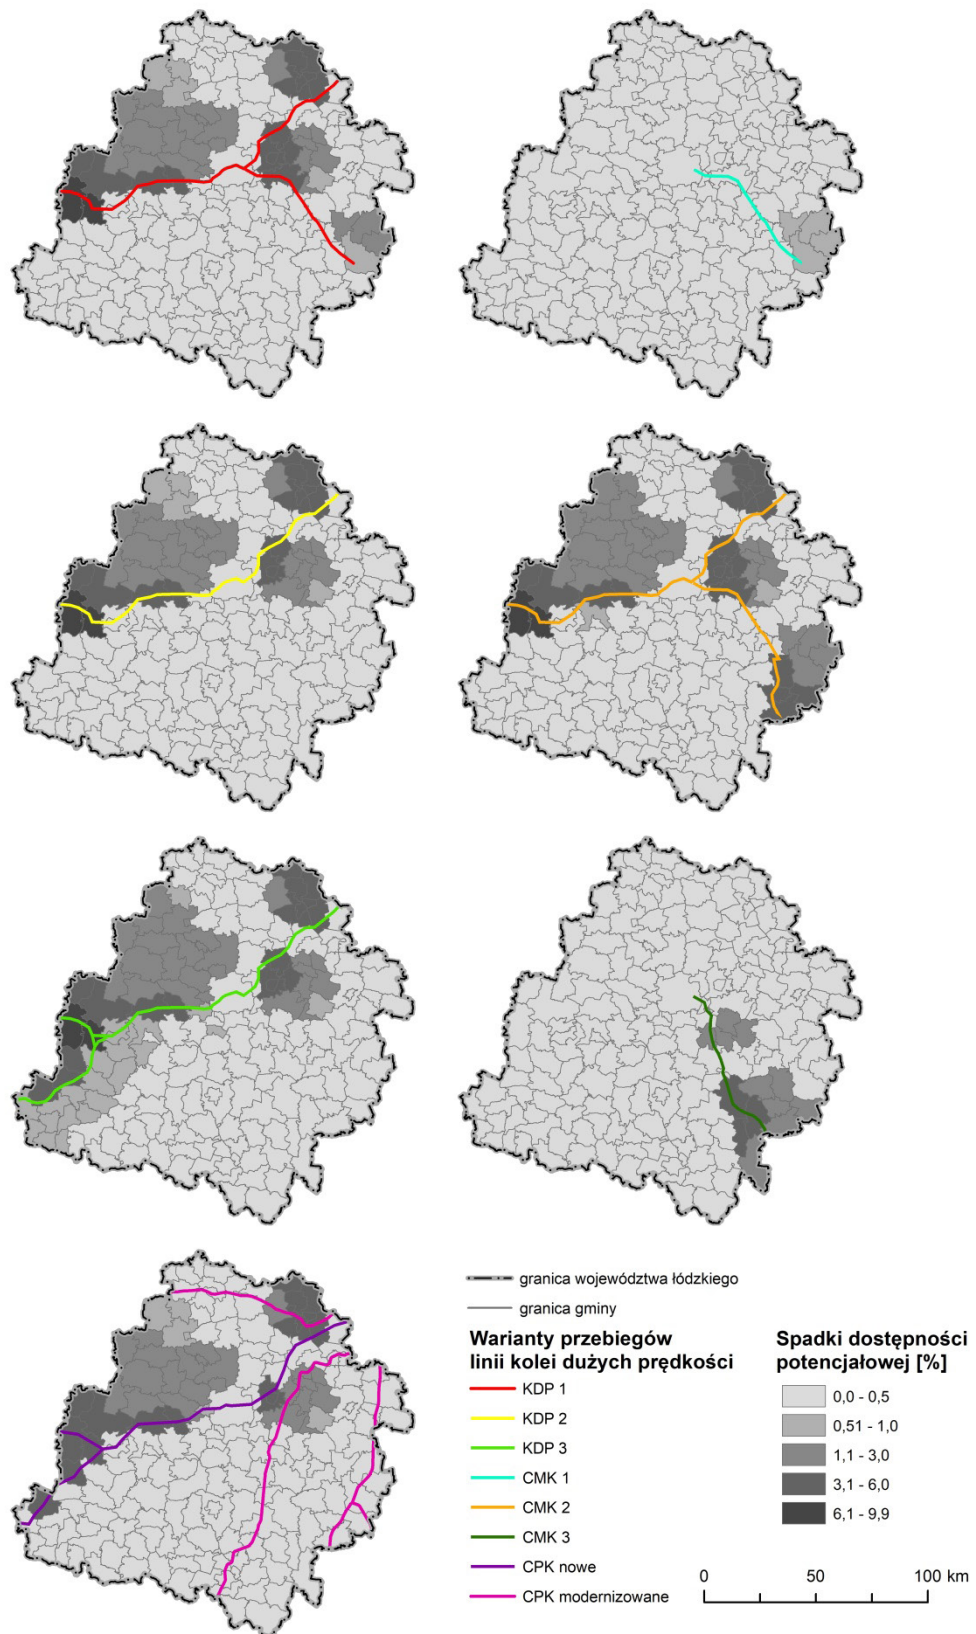 granica województwa łódzkiego
granica gminy
Warianty przebiegów
linii kolei dużych prędkości
KDP 1
KDP 2
KDP 3
CMK 1
CMK 2
CMK 3
CPK nowe
CPK modernizowane
Spadki dostępności
potencjałowej [%]
0,0 - 0,5
0,51 - 1,0
1,1 - 3,0
3,1 - 6,0
6,1 - 9,9
0 50 100 km